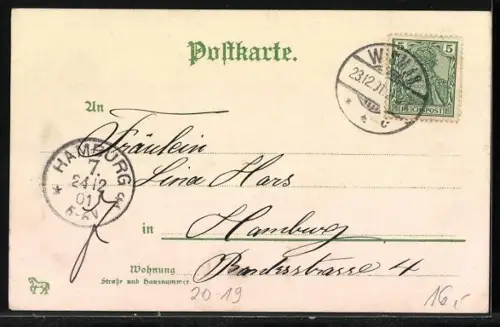 Postkarte.
5 5
REICHSPOST
23.12.01
* * c
An
Fräulein
HAMBURG
7.
24/12
01
Lina Hars
in Hamburg
Wohnung
Straße und Hausnummer
Bundesstrasse 4
20-19
16,-